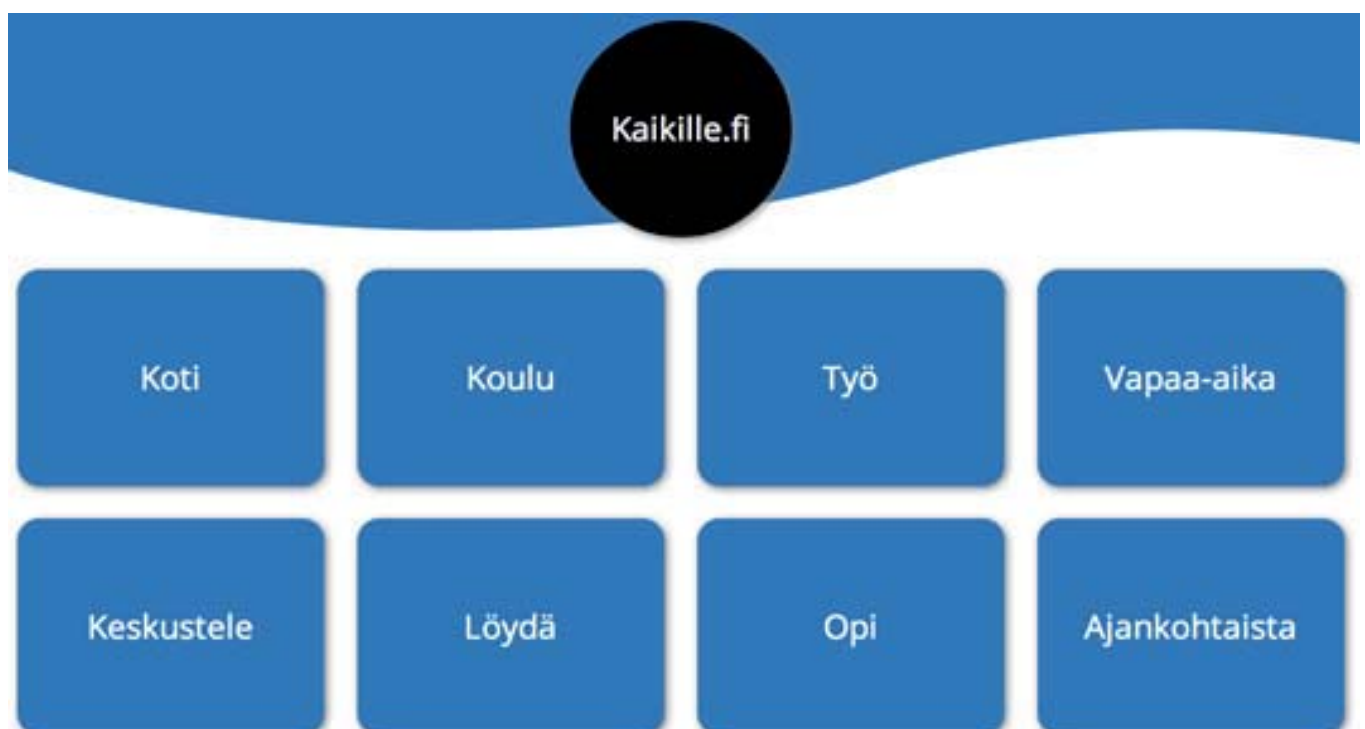 Kaikille.fi
Koti
Koulu
Työ
Vapaa-aika
Keskustele
Löydä
Opi
Ajankohtaista